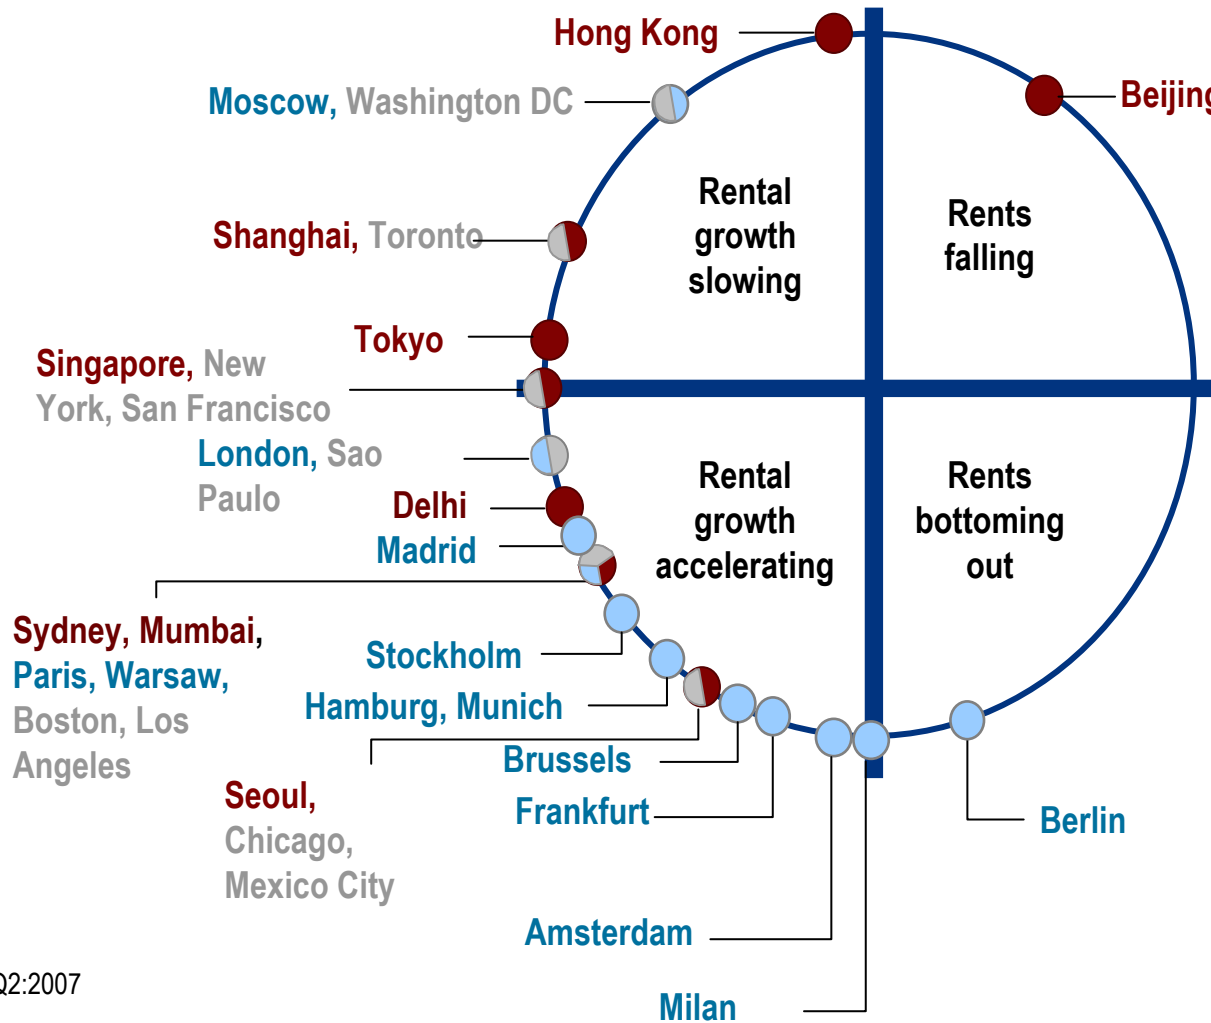 Hong Kong
Moscow, Washington DC
Beijing
Rental
growth
slowing
Rents
falling
Shanghai, Toronto
Tokyo
Singapore, New
York, San Francisco
London, Sao
Paulo
Delhi
Madrid
Rental
growth
accelerating
Rents
bottoming
out
Sydney, Mumbai,
Paris, Warsaw,
Boston, Los
Angeles
Stockholm
Hamburg, Munich
Brussels
Frankfurt
Seoul,
Chicago,
Mexico City
Berlin
Amsterdam
Q2:2007
Milan